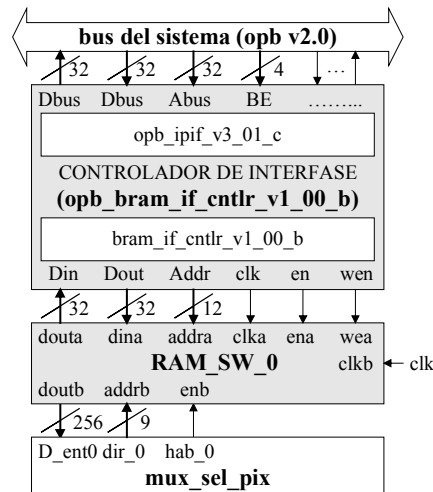 bus del sistema (opb v2.0)
32 32 32 4 ...
Dbus Dbus Abus BE ……...
opb_ipif_v3_01_c
CONTROLADOR DE INTERFASE
(opb_bram_if_cntlr_v1_00_b)
bram_if_cntlr_v1_00_b
Din Dout Addr clk en wen
32 32 12
douta dina addra clka ena wea
RAM_SW_0 clkb clk
doutb addrb enb
256 9
D_ent0 dir_0 hab_0
mux_sel_pix